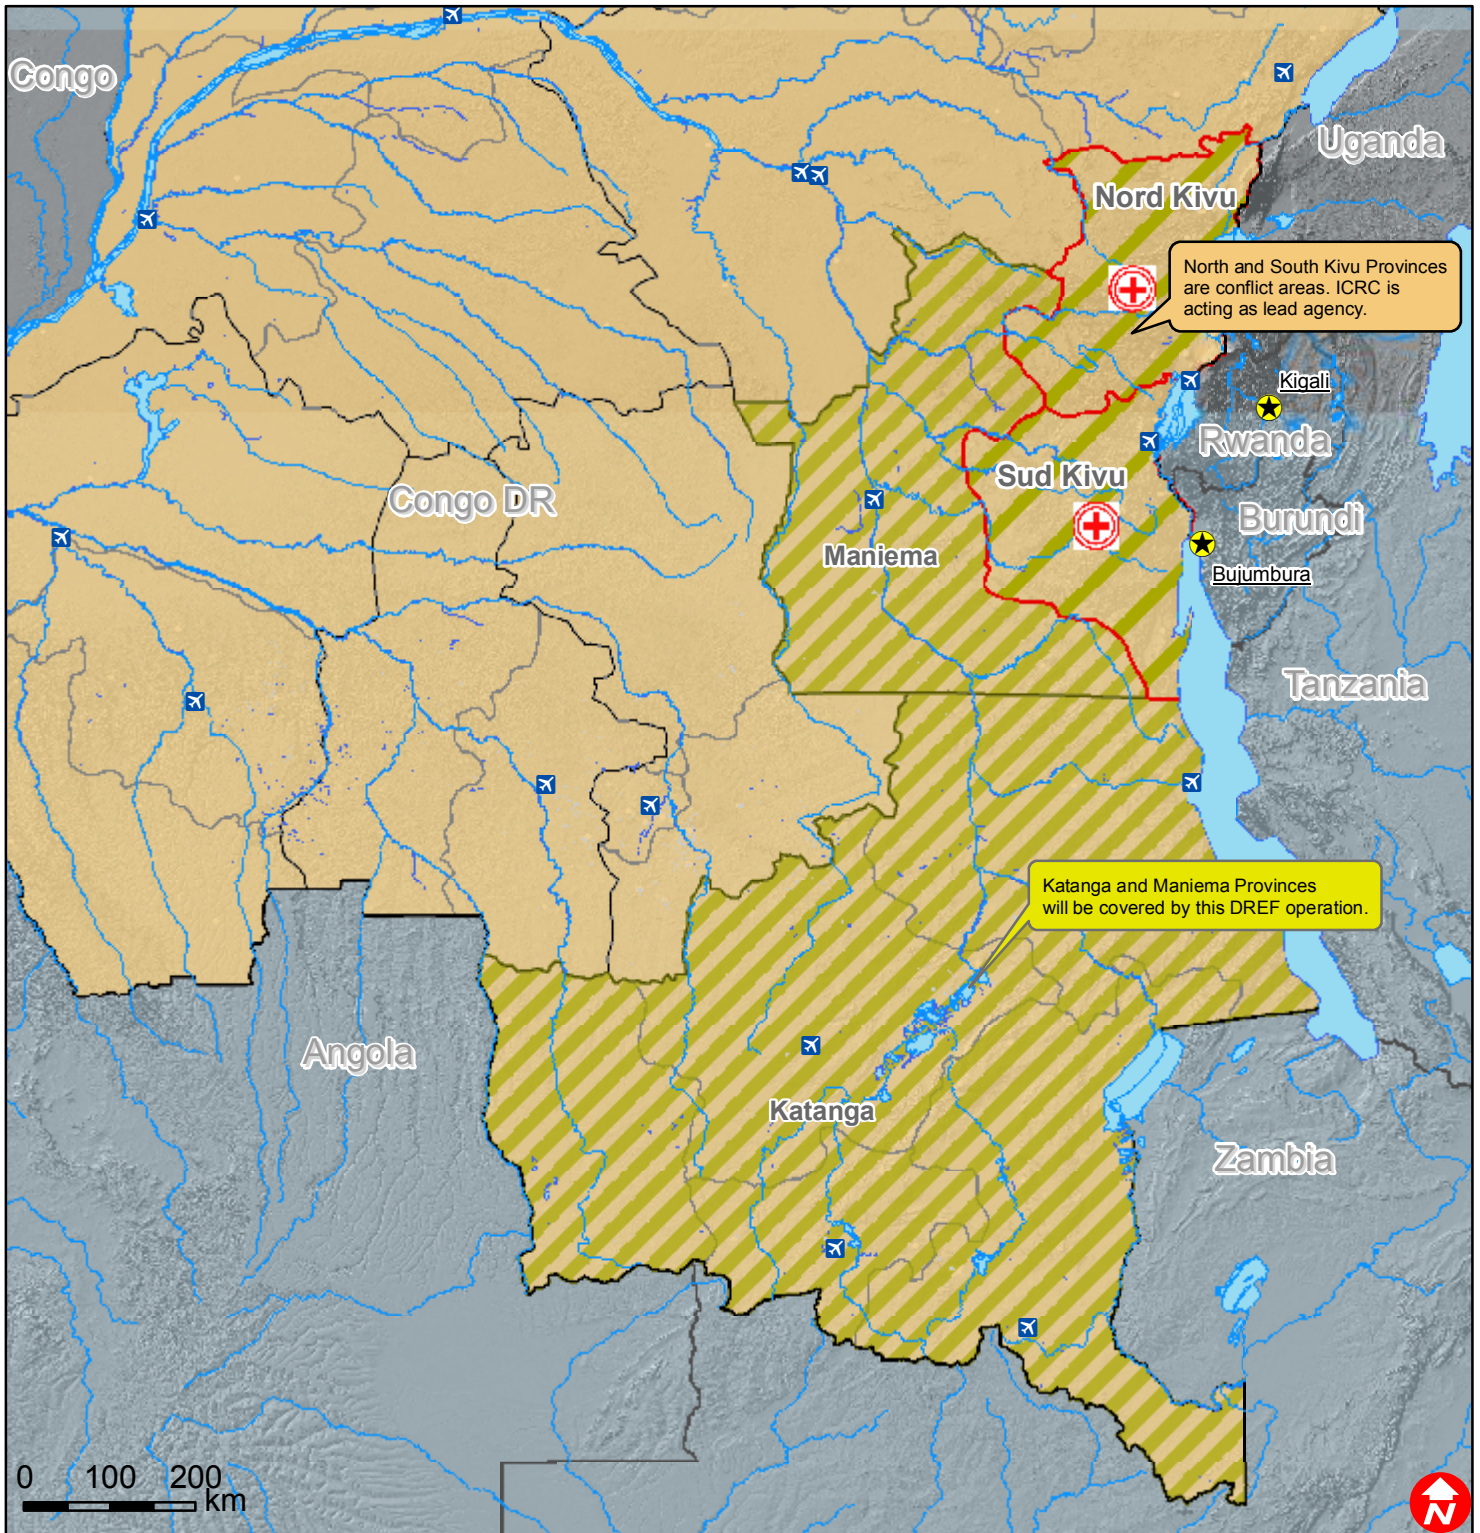 Congo
Uganda
Nord Kivu
North and South Kivu Provinces
are conflict areas. ICRC is
acting as lead agency.
Kigali
Rwanda
Sud Kivu
Congo DR
Burundi
Maniema
Bujumbura
Tanzania
Katanga and Maniema Provinces
will be covered by this DREF operation.
Angola
Katanga
Zambia
0 100 200
km
N